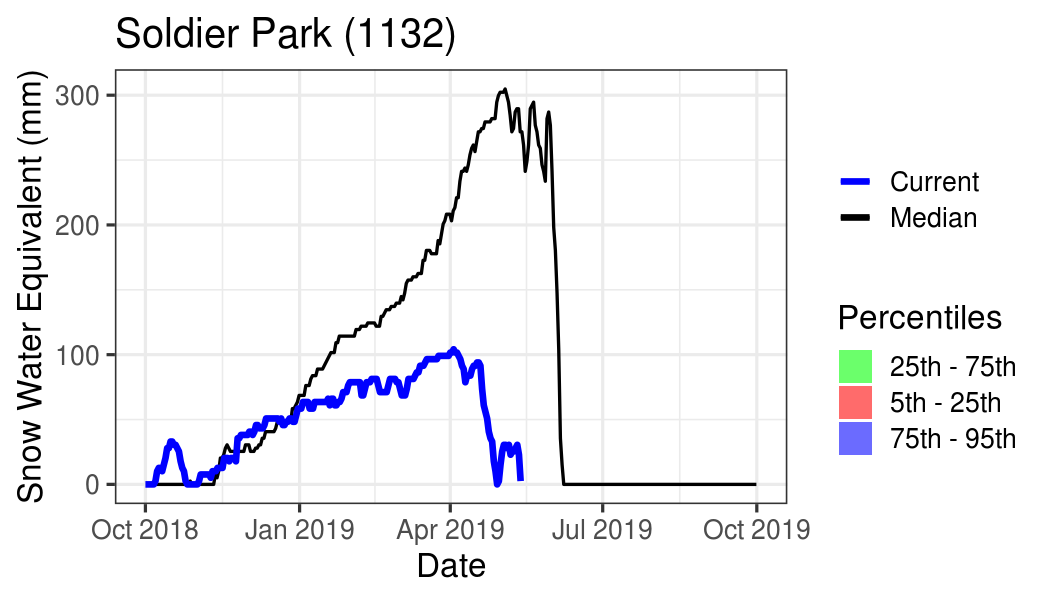 Soldier Park (1132)
Snow Water Equivalent (mm)
300
200
100
0
Oct 2018
Jan 2019
Apr 2019
Jul 2019
Oct 2019
Date
Current
Median
Percentiles
25th - 75th
5th - 25th
75th - 95th